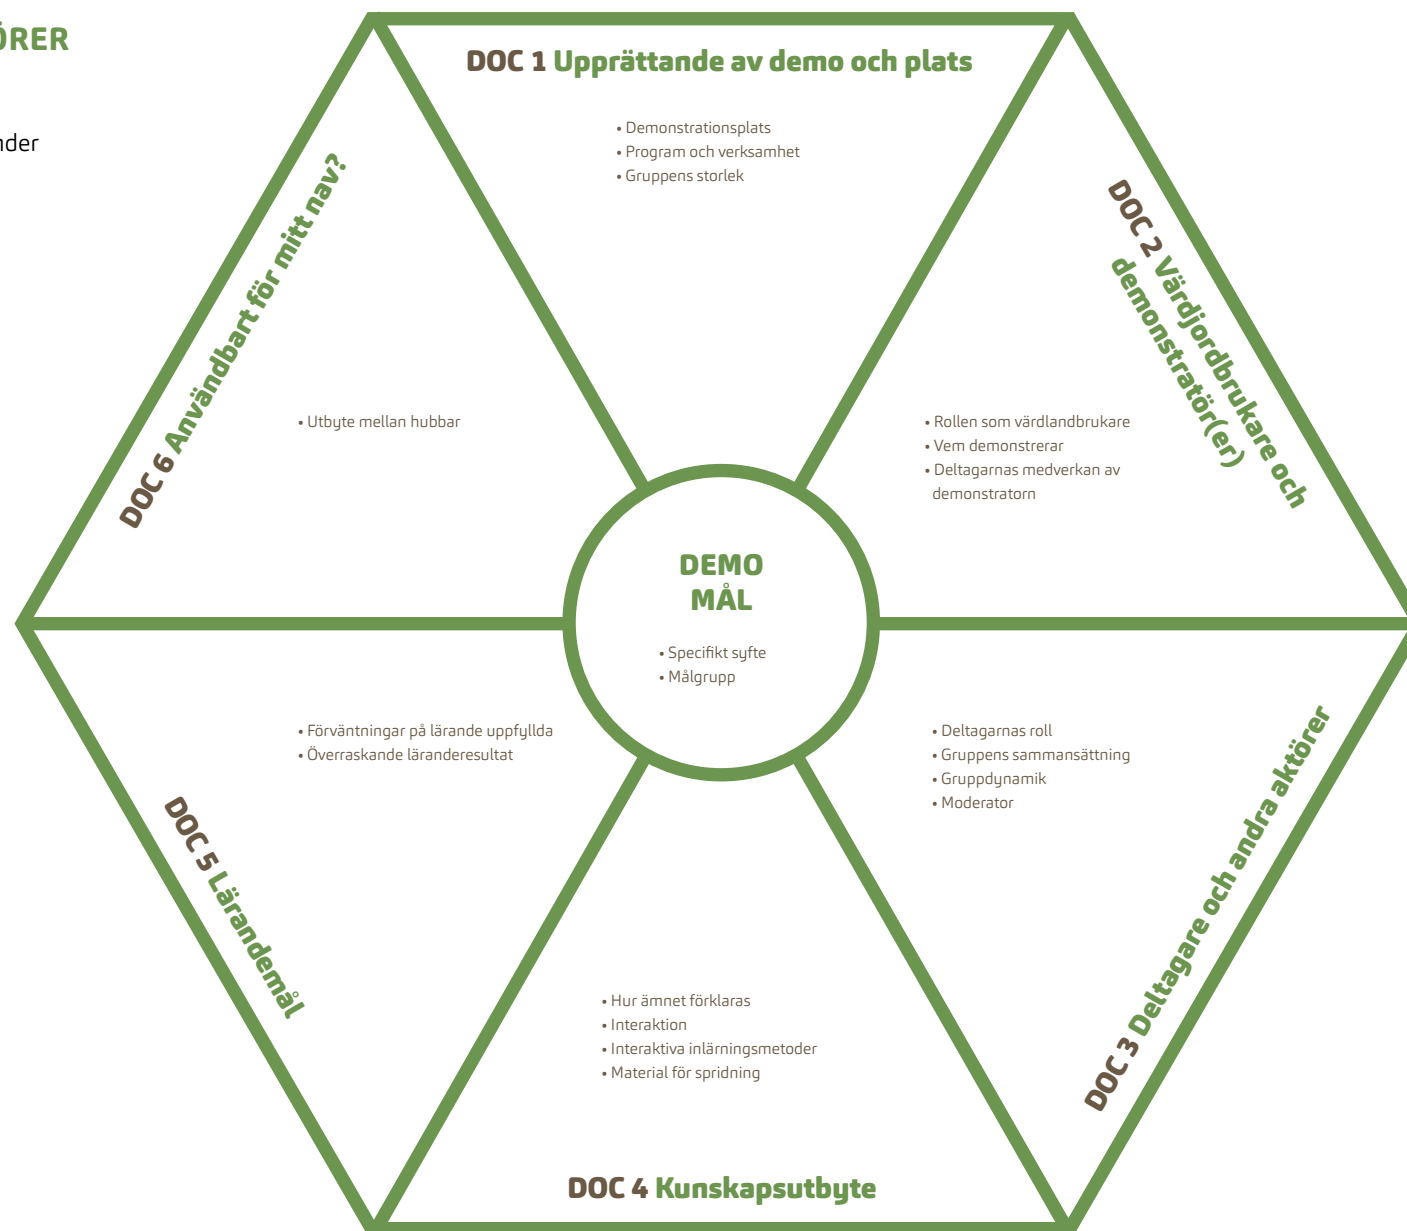 ÖRER
nder
DOC 1 Upprättande av demo och plats
• Demonstrationsplats
• Program och verksamhet
• Gruppens storlek
DOC 2 Värdjordbrukare och
demonstratör(er)
• Rollen som värdlandbrukare
• Vem demonstrerar
• Deltagarnas medverkan av
demonstratorn
DOC 6 Användbart för mitt nav?
• Utbyte mellan hubbar
DEMO
MÅL
• Specifikt syfte
• Målgrupp
• Förväntningar på lärande uppfyllda
• Överraskande läranderesultat
DOC 5 Lärandemål
• Deltagarnas roll
• Gruppens sammansättning
• Gruppdynamik
• Moderator
DOC 3 Deltagare och andra aktörer
• Hur ämnet förklaras
• Interaktion
• Interaktiva inlärningsmetoder
• Material för spridning
DOC 4 Kunskapsutbyte